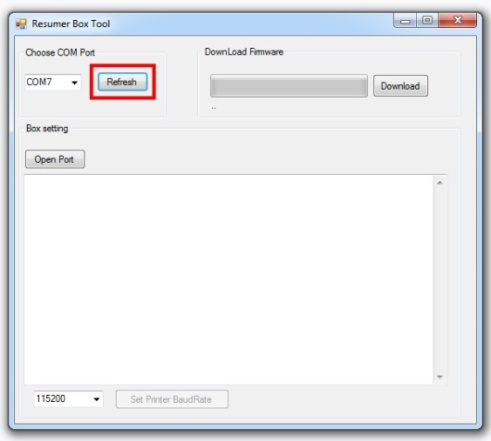 Resumer Box Tool
Choose COM Port
DownLoad Firmware
COM7
Refresh
Download
..
Box setting
Open Port
115200
Set Printer BaudRate